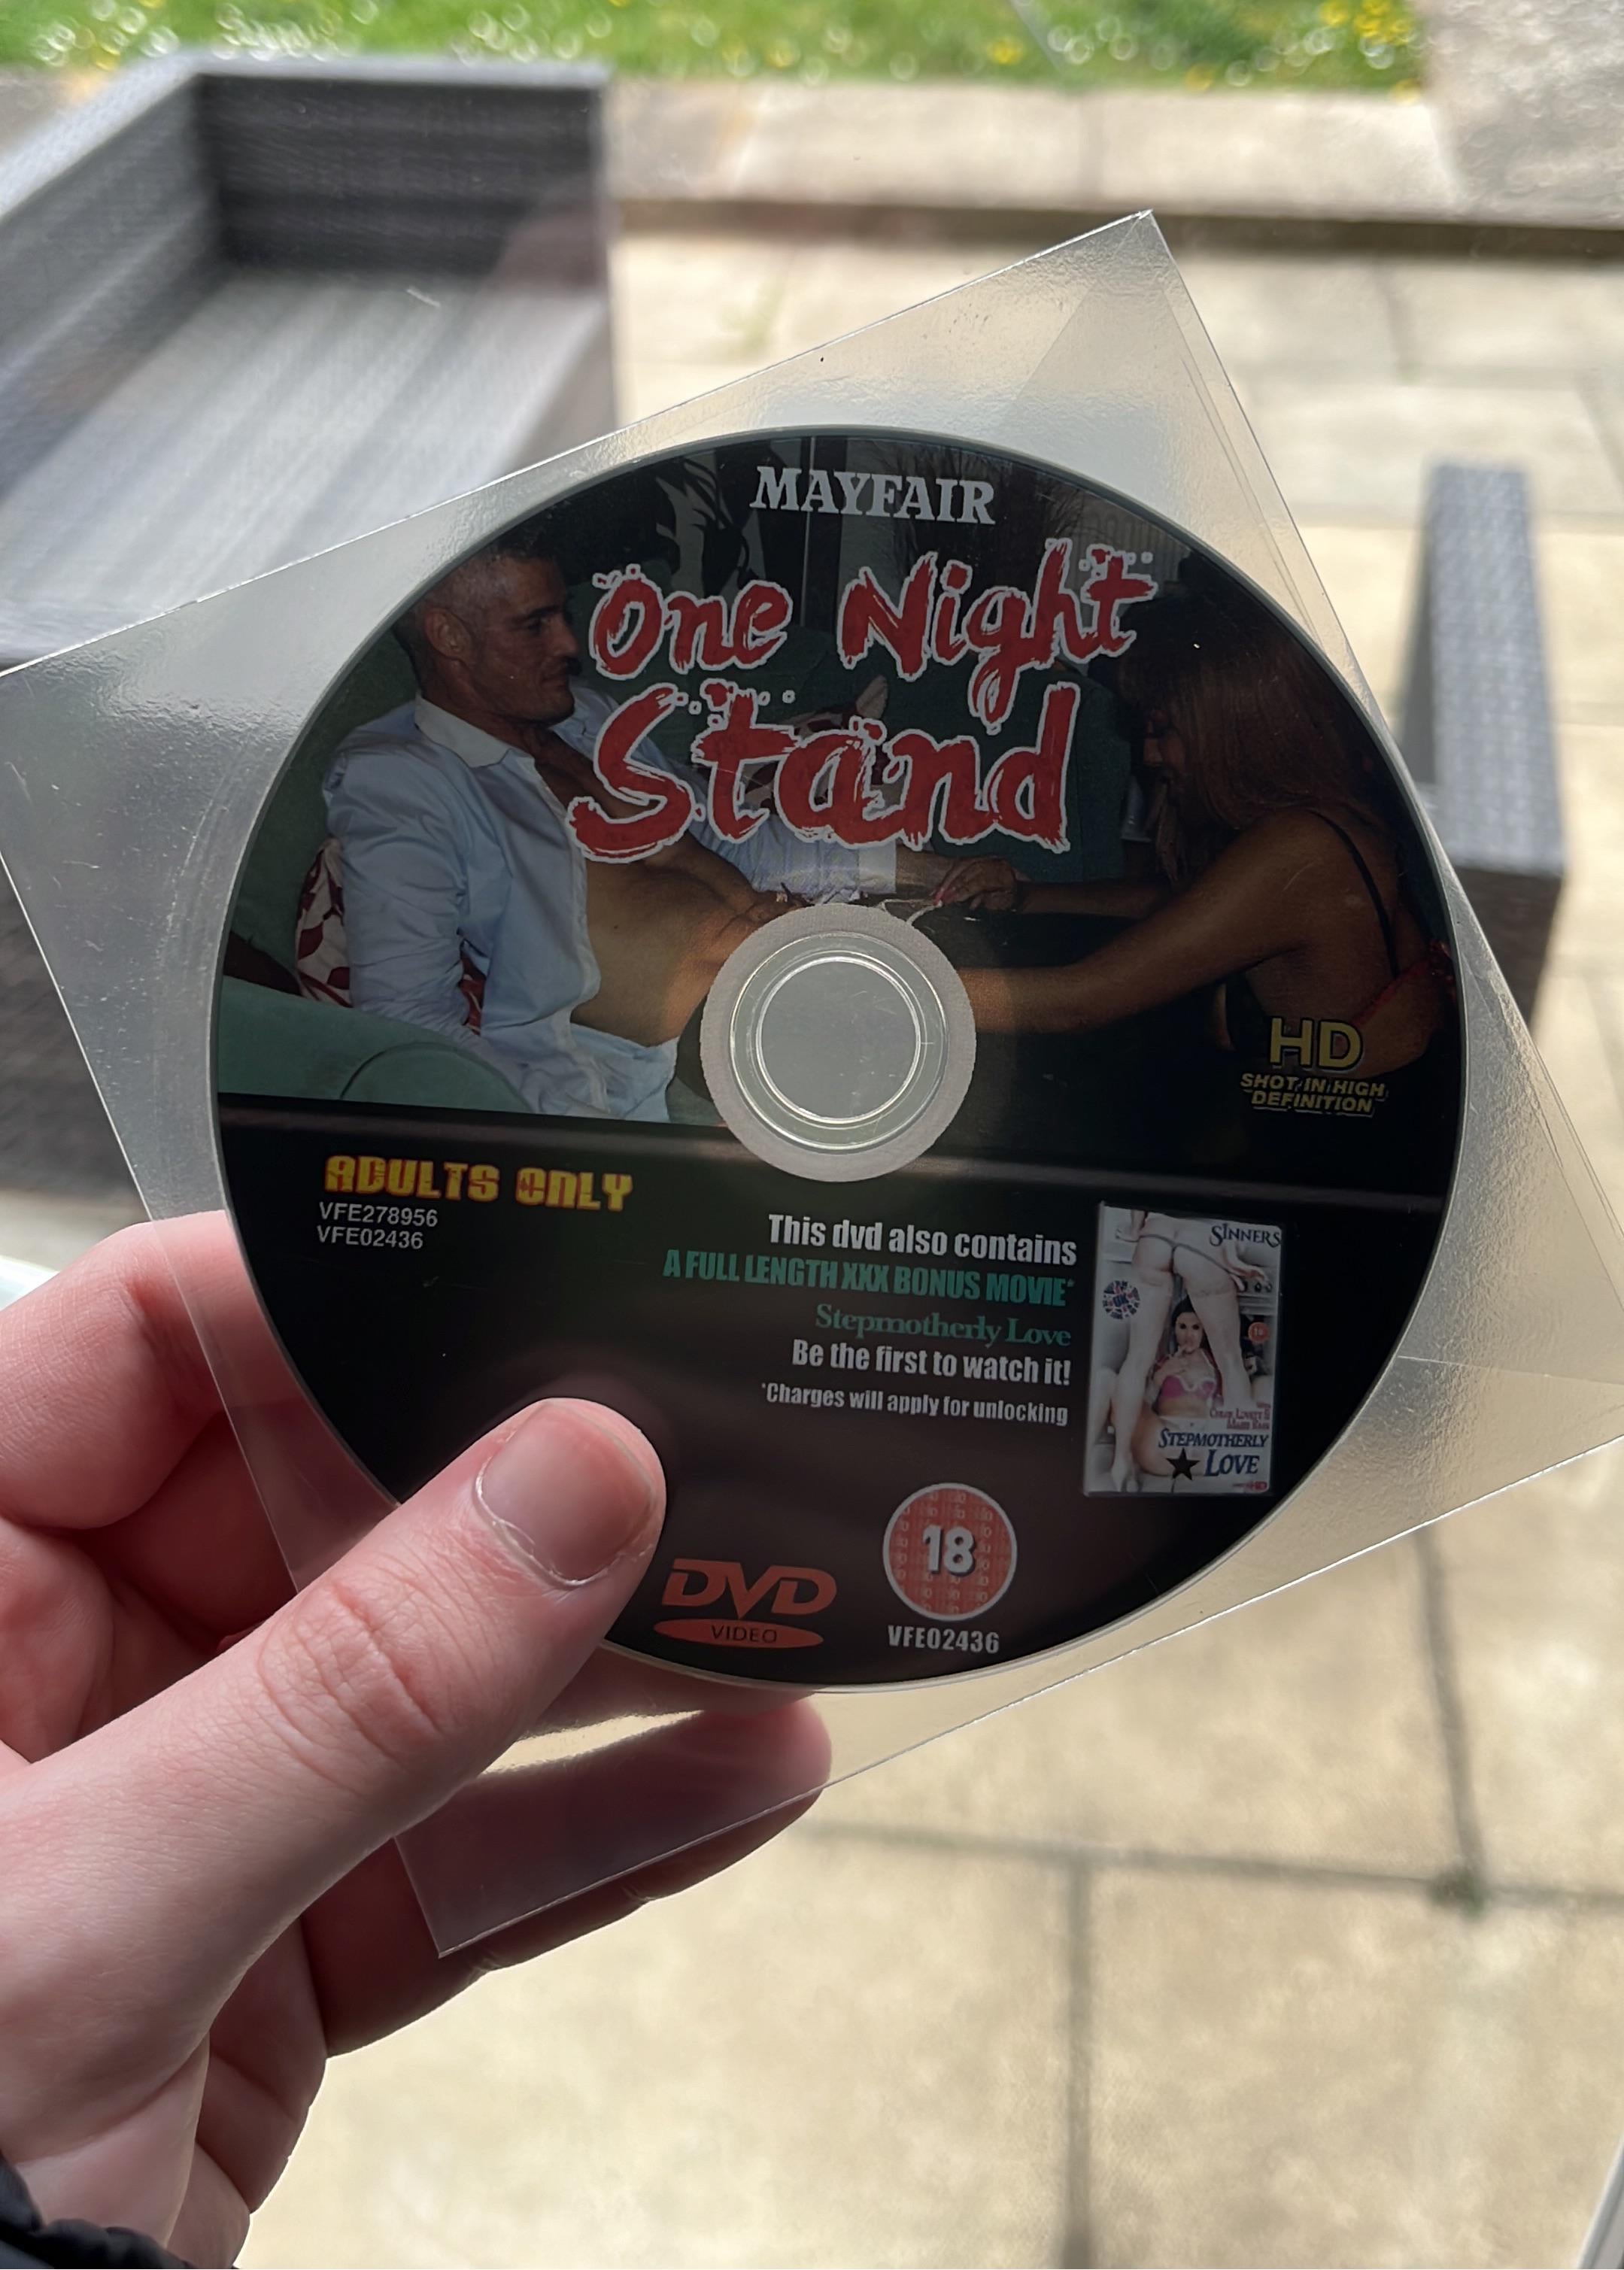 MAYFAIR
One Night
Stand
HD
SHOT IN HIGH
DEFINITION
ADULTS ONLY
VFE278956
VFE02436
This dvd also contains
A FULL LENGTH XXX BONUS MOVIE*
Stepmotherly Love
Be the first to watch it!
*Charges will apply for unlocking
SINNERS
18
STEPMOTHERLY
LOVE
DVD
VIDEO
18
VFE02436